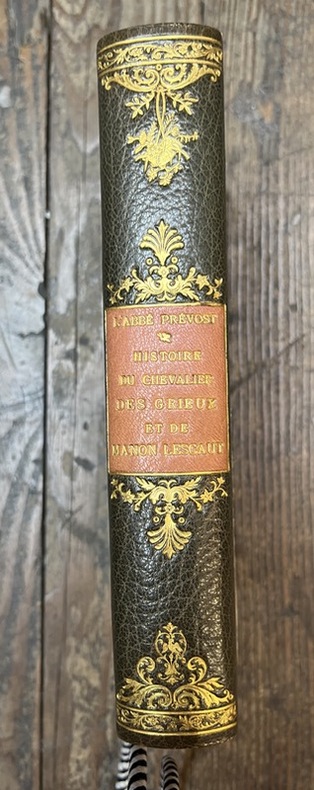 L'ABBÉ PRÉVOST
HISTOIRE
DU CHEVALIER
DES GRIEUX
ET DE
MANON LESCAUT